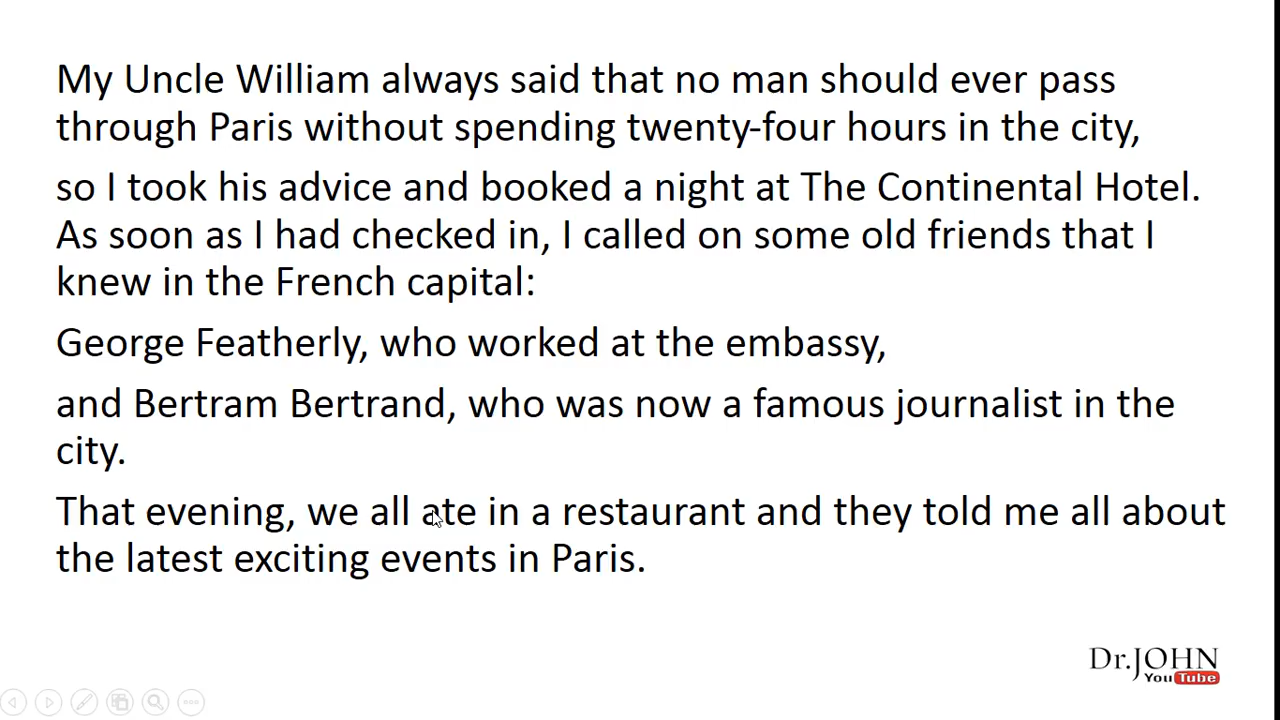 My Uncle William always said that no man should ever pass
through Paris without spending twenty-four hours in the city,
so I took his advice and booked a night at The Continental Hotel.
As soon as I had checked in, I called on some old friends that I
knew in the French capital:
George Featherly, who worked at the embassy,
and Bertram Bertrand, who was now a famous journalist in the
city.
That evening, we all ate in a restaurant and they told me all about
the latest exciting events in Paris.
Dr.JOHN
YouTube